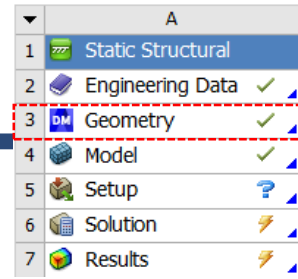 A
1 Static Structural
2 Engineering Data
3 DM Geometry
4 Model
5 Setup ?
6 Solution
7 Results